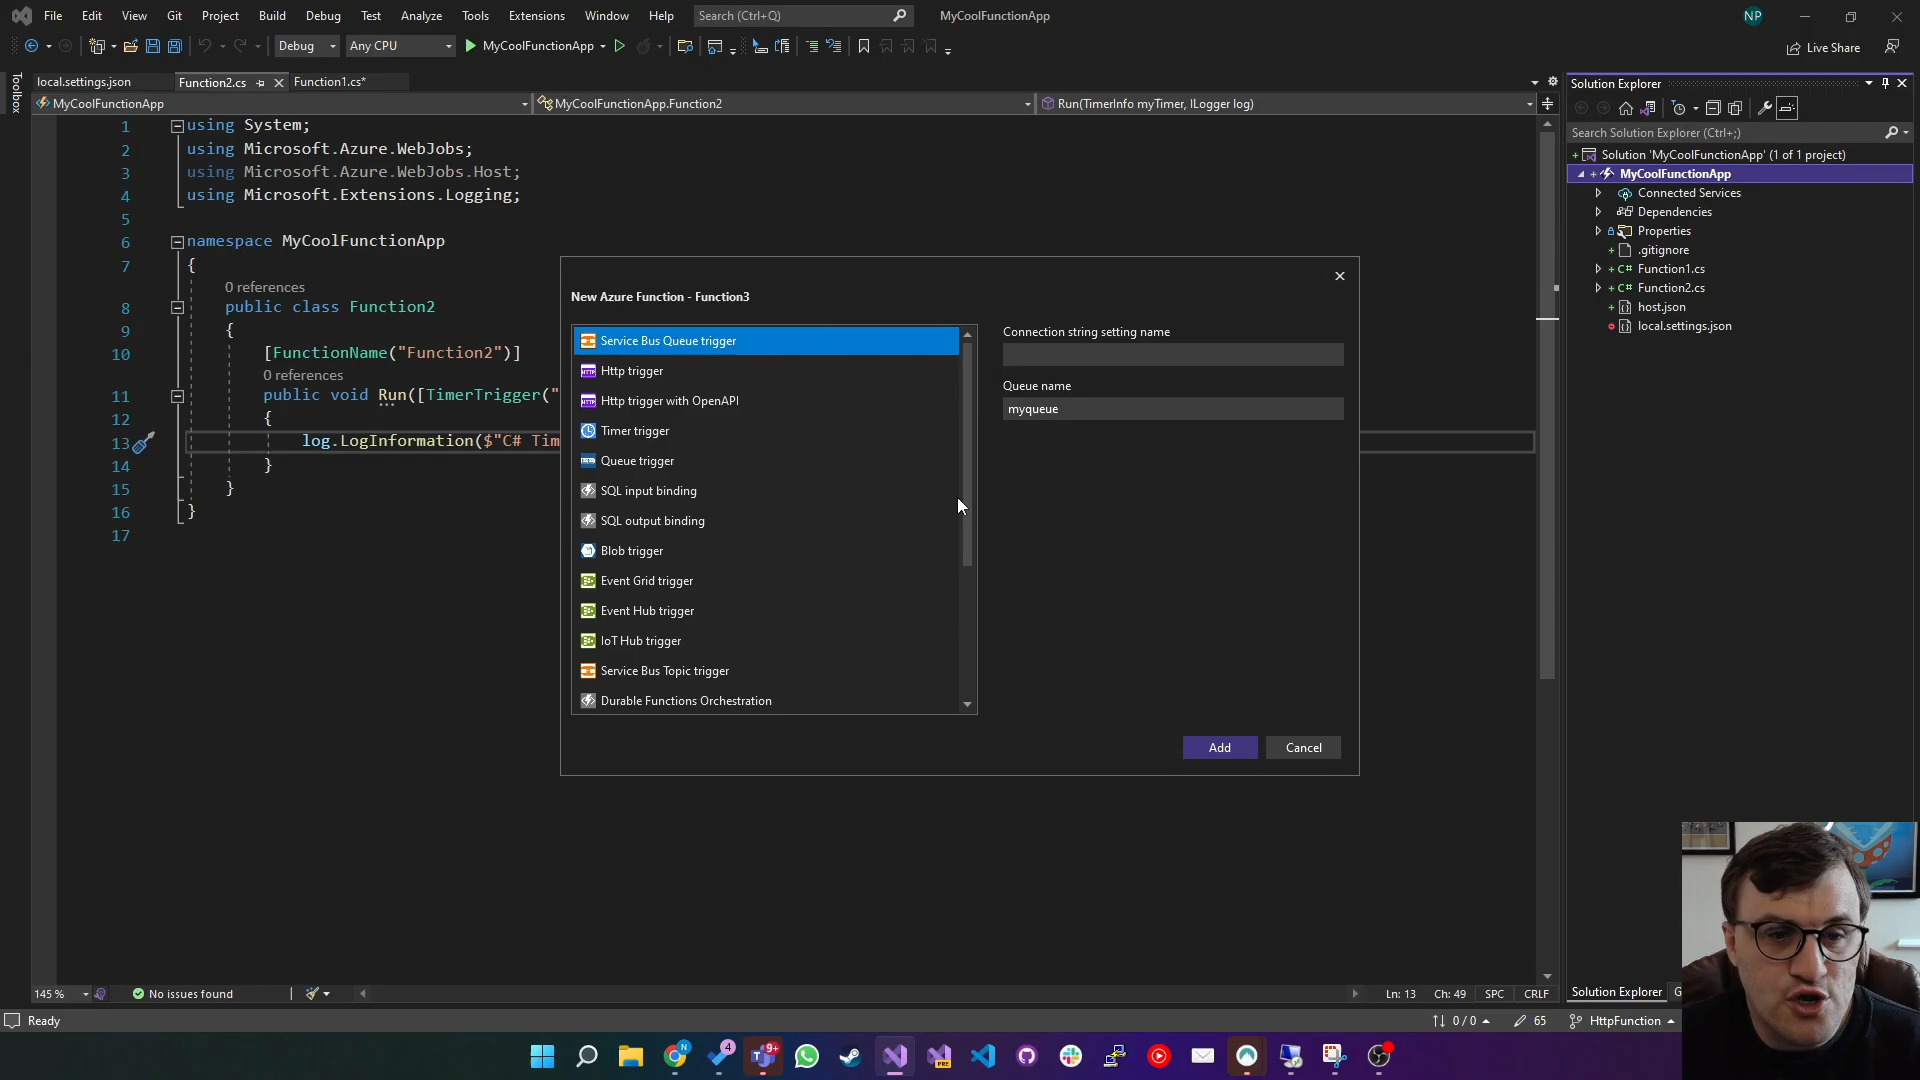 File Edit View Git Project Build Debug Test Analyze Tools Extensions Window Help Search (Ctrl+Q) MyCoolFunctionApp NP
Debug Any CPU MyCoolFunctionApp Live Share
Toolbox
local.settings.json Function2.cs Function1.cs*
MyCoolFunctionApp MyCoolFunctionApp.Function2 Run(TimerInfo myTimer, ILogger log)
1 using System;
2 using Microsoft.Azure.WebJobs;
3 using Microsoft.Azure.WebJobs.Host;
4 using Microsoft.Extensions.Logging;
5
6 namespace MyCoolFunctionApp
7 {
0 references
8 public class Function2
9 {
10 [FunctionName("Function2")]
0 references
11 public void Run([TimerTrigger("
12 {
13 log.LogInformation($"C# Tim
14 }
15 }
16 }
17
New Azure Function - Function3
Service Bus Queue trigger
Http trigger
Http trigger with OpenAPI
Timer trigger
Queue trigger
SQL input binding
SQL output binding
Blob trigger
Event Grid trigger
Event Hub trigger
IoT Hub trigger
Service Bus Topic trigger
Durable Functions Orchestration
Connection string setting name
Queue name
myqueue
Add Cancel
Solution Explorer
Search Solution Explorer (Ctrl+;)
Solution 'MyCoolFunctionApp' (1 of 1 project)
MyCoolFunctionApp
Connected Services
Dependencies
Properties
.gitignore
C# Function1.cs
C# Function2.cs
host.json
local.settings.json
Solution Explorer G
145 % No issues found Ln: 13 Ch: 49 SPC CRLF
Ready 0 / 0 65 HttpFunction
N 4 9+ PRE